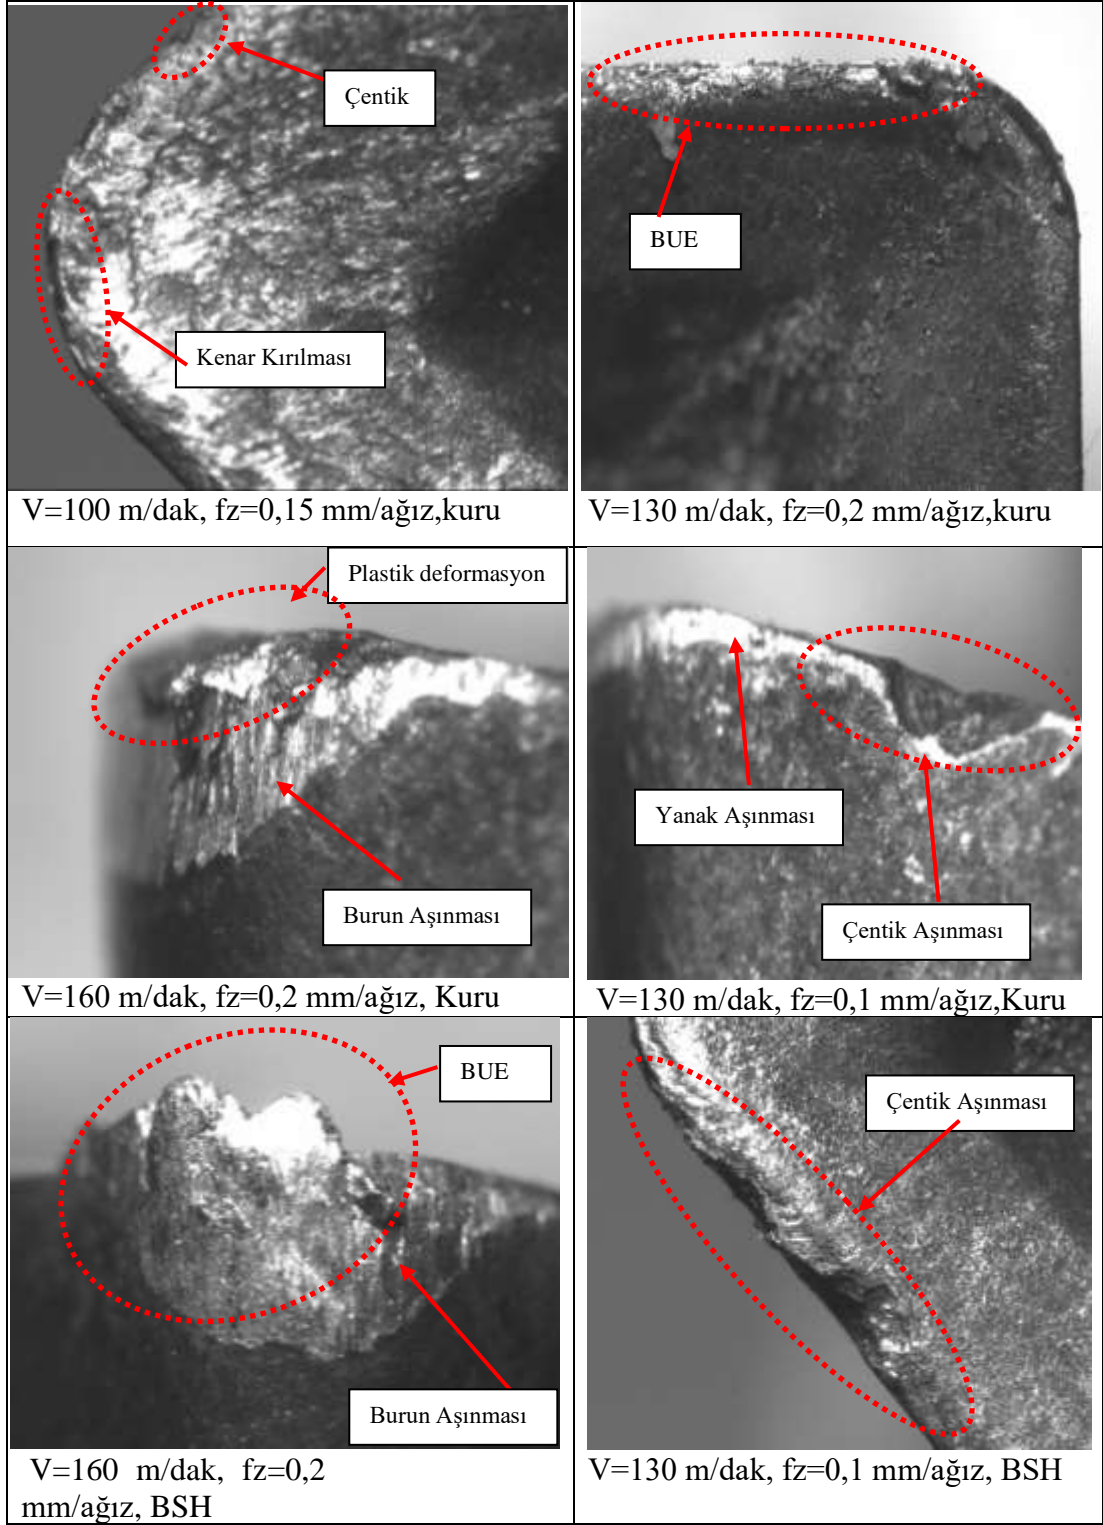 Çentik
Kenar Kırılması
V=100 m/dak, fz=0,15 mm/ağız,kuru
BUE
V=130 m/dak, fz=0,2 mm/ağız,kuru
Plastik deformasyon
Burun Aşınması
V=160 m/dak, fz=0,2 mm/ağız, Kuru
Yanak Aşınması
Çentik Aşınması
V=130 m/dak, fz=0,1 mm/ağız,Kuru
BUE
Burun Aşınması
V=160 m/dak, fz=0,2
mm/ağız, BSH
Çentik Aşınması
V=130 m/dak, fz=0,1 mm/ağız, BSH